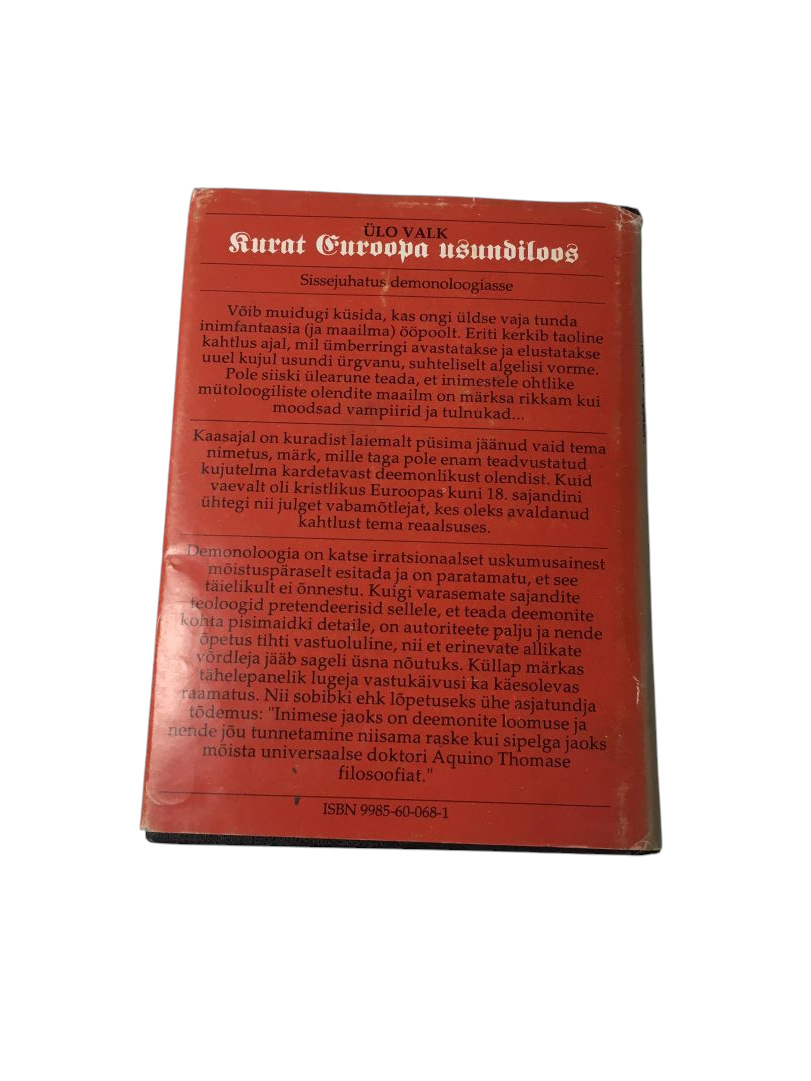 ÜLO VALK
Kurat Euroopa usundiloos
Sissejuhatus demonoloogiasse
Võib muidugi küsida, kas ongi üldse vaja tunda
inimfantaasia (ja maailma) ööpoolt. Eriti kerkib taoline
kahtlus ajal, mil ümberringi avastatakse ja elustatakse
uuel kujul usundi ürgvanu, suhteliselt algelisi vorme.
Pole siiski ülearune teada, et inimestele ohtlike
mütoloogiliste olendite maailm on märksa rikkam kui
moodsad vampiirid ja tulnukad...
Kaasajal on kuradist laiemalt püsima jäänud vaid tema
nimetus, märk, mille taga pole enam teadvustatud
kujutelma kardetavast deemonlikust olendist. Kuid
vaevalt oli kristlikus Euroopas kuni 18. sajandini
ühtegi nii julget vabamõtlejat, kes oleks avaldanud
kahtlust tema reaalsuses.
Demonoloogia on katse irratsionaalset uskumusainest
mõistuspäraselt esitada ja on paratamatu, et see
täielikult ei õnnestu. Kuigi varasemate sajandite
teoloogid pretendeerisid sellele, et teada deemonite
kohta pisimaidki detaile, on autoriteete palju ja nende
õpetus tihti vastuoluline, nii et erinevate allikate
võrdleja jääb sageli üsna nõutuks. Küllap märkas
tähelepanelik lugeja vastukäivusi ka käesolevas
raamatus. Nii sobibki ehk lõpetuseks ühe asjatundja
tõdemus: "Inimese jaoks on deemonite loomuse ja
nende jõu tunnetamine niisama raske kui sipelga jaoks
mõista universaalse doktori Aquino Thomase
filosoofiat."
ISBN 9985-60-068-1